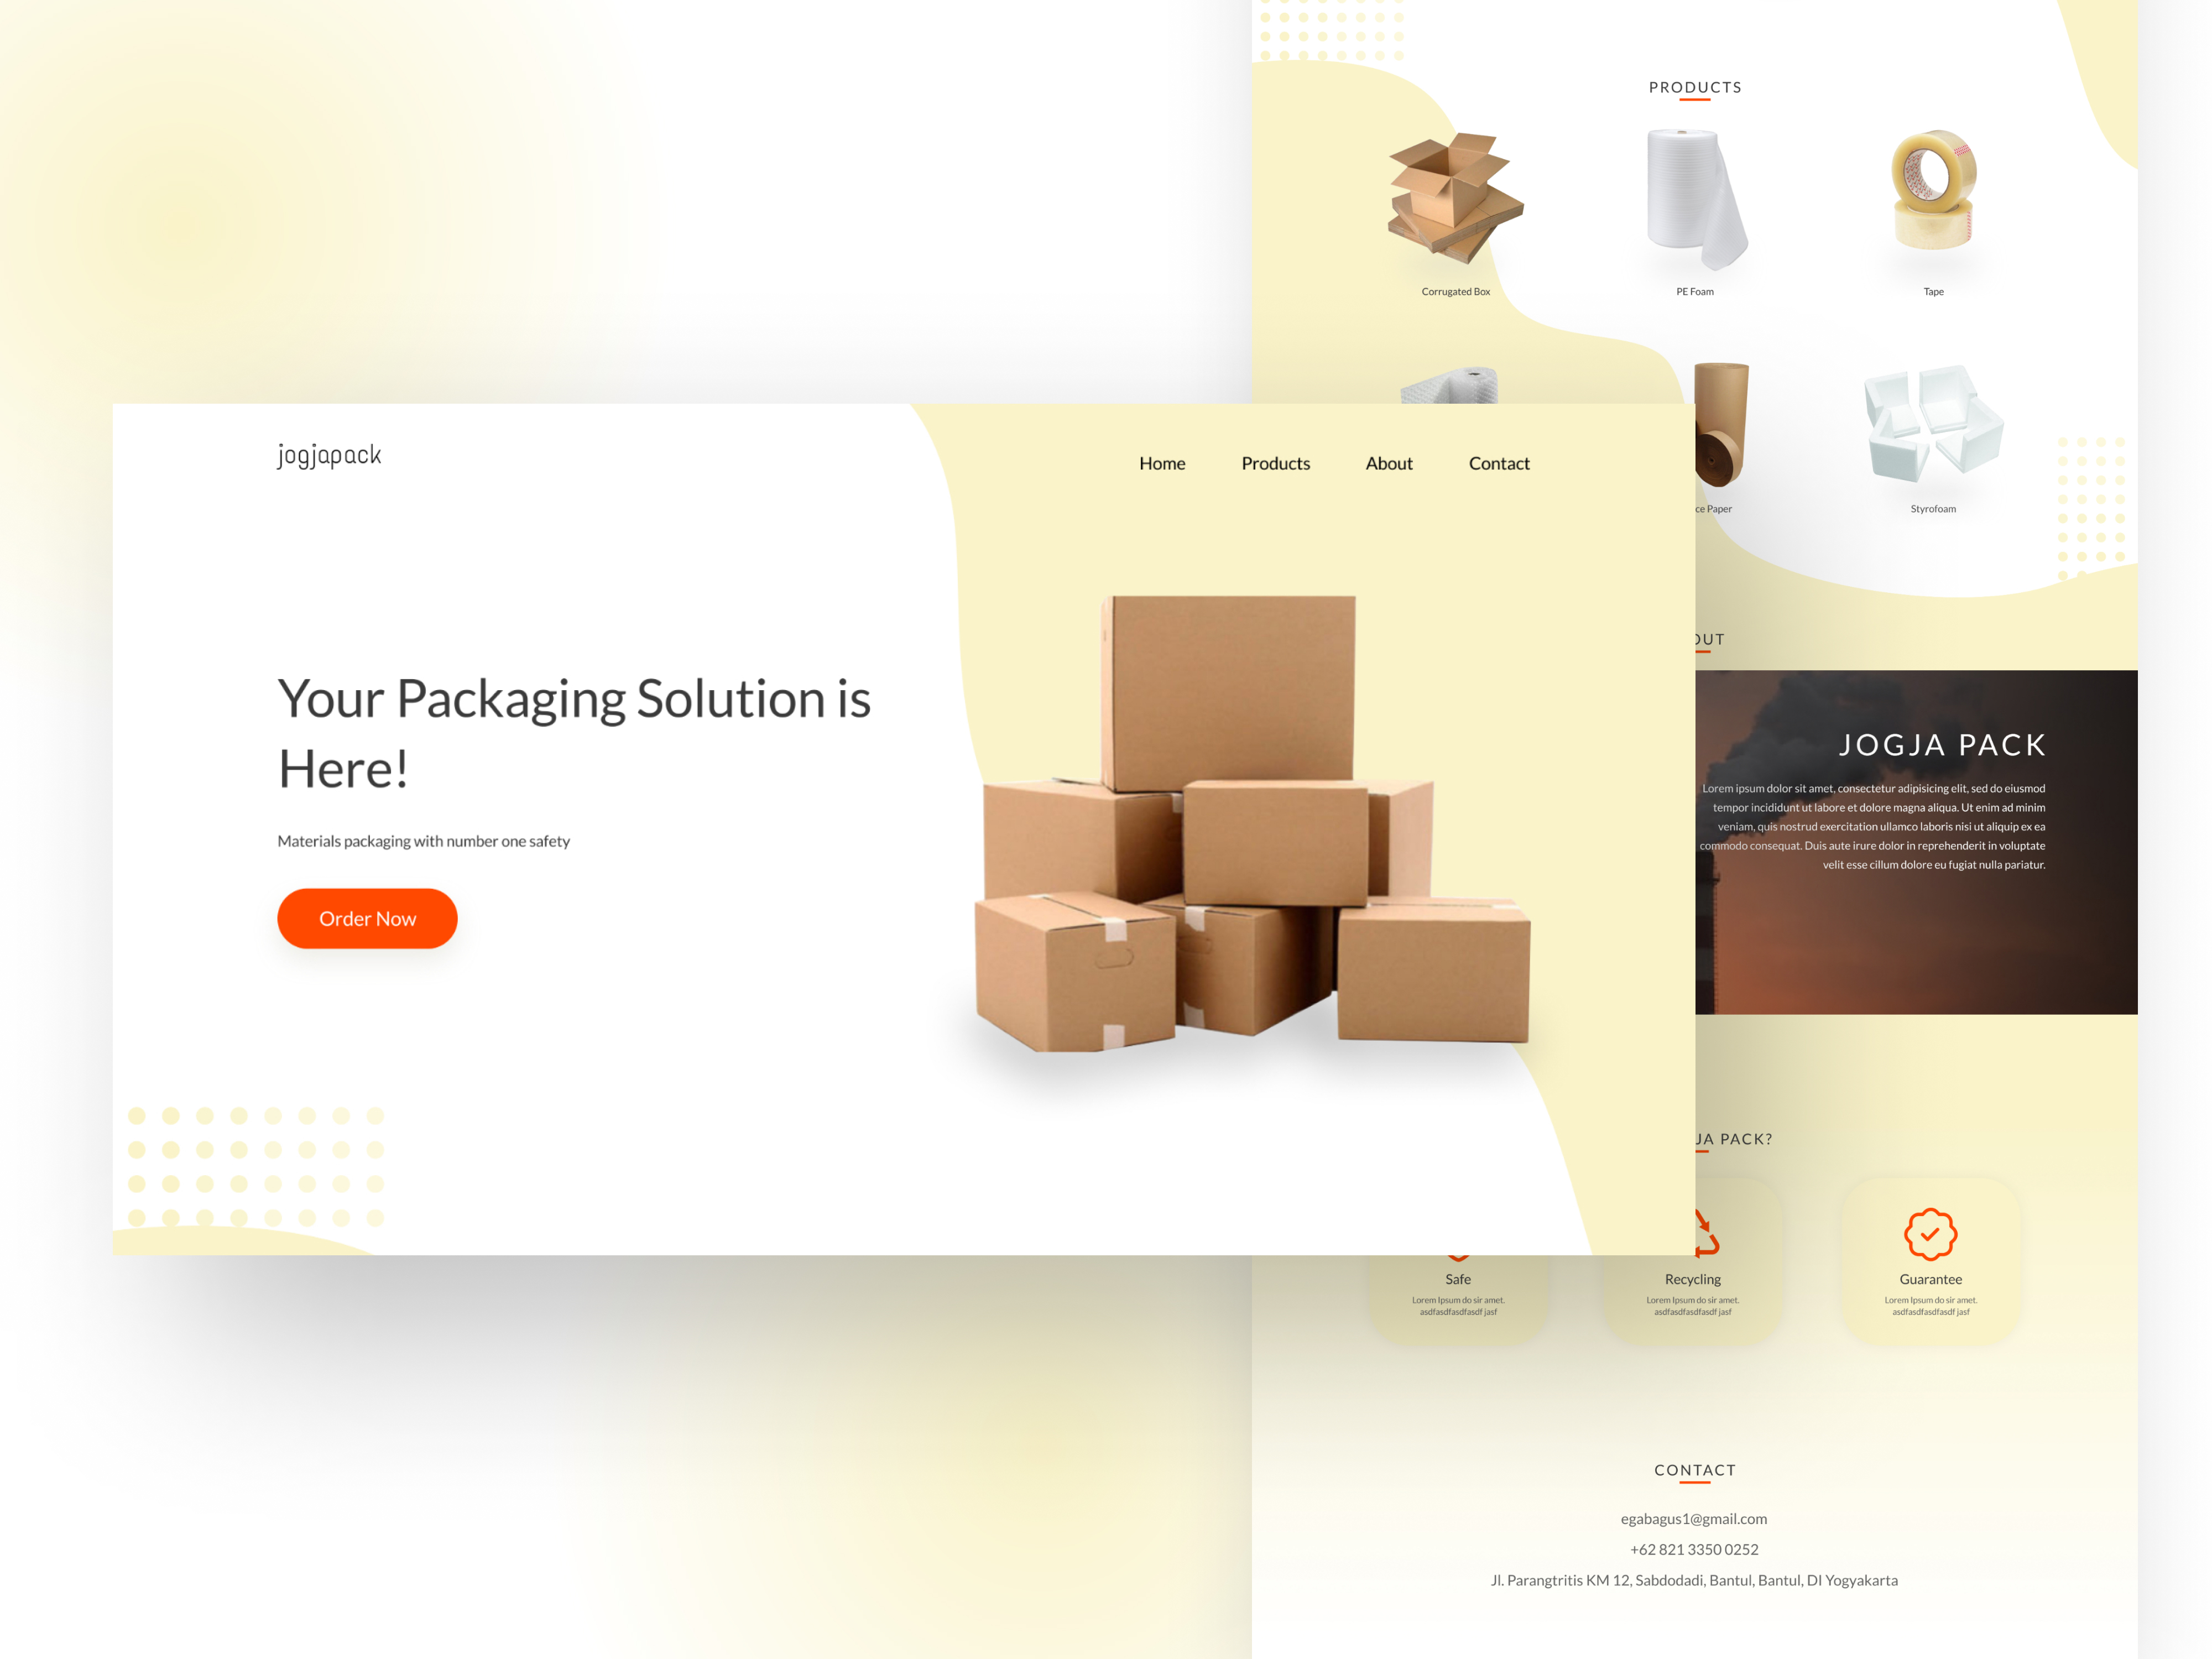 jogjapack
Home
Products
About
Contact
Your Packaging Solution is
Here!
Materials packaging with number one safety
Order Now
PRODUCTS
Corrugated Box
PE Foam
Tape
Paper
Styrofoam
JOGJA PACK
Lorem ipsum dolor sit amet, consectetur adipisicing elit, sed do eiusmod
tempor incididunt ut labore et dolore magna aliqua. Ut enim ad minim
veniam, quis nostrud exercitation ullamco laboris nisi ut aliquip ex ea
commodo consequat. Duis aute irure dolor in reprehenderit in voluptate
velit esse cillum dolore eu fugiat nulla pariatur.
PACK?
Safe
Lorem Ipsum do sir amet.
asdfasdfasdfasdf jasf
Recycling
Lorem Ipsum do sir amet.
asdfasdfasdfasdf jasf
Guarantee
Lorem Ipsum do sir amet.
asdfasdfasdfasdf jasf
CONTACT
egabagus1@gmail.com
+62 821 3350 0252
Jl. Parangtritis KM 12, Sabdodadi, Bantul, Bantul, DI Yogyakarta